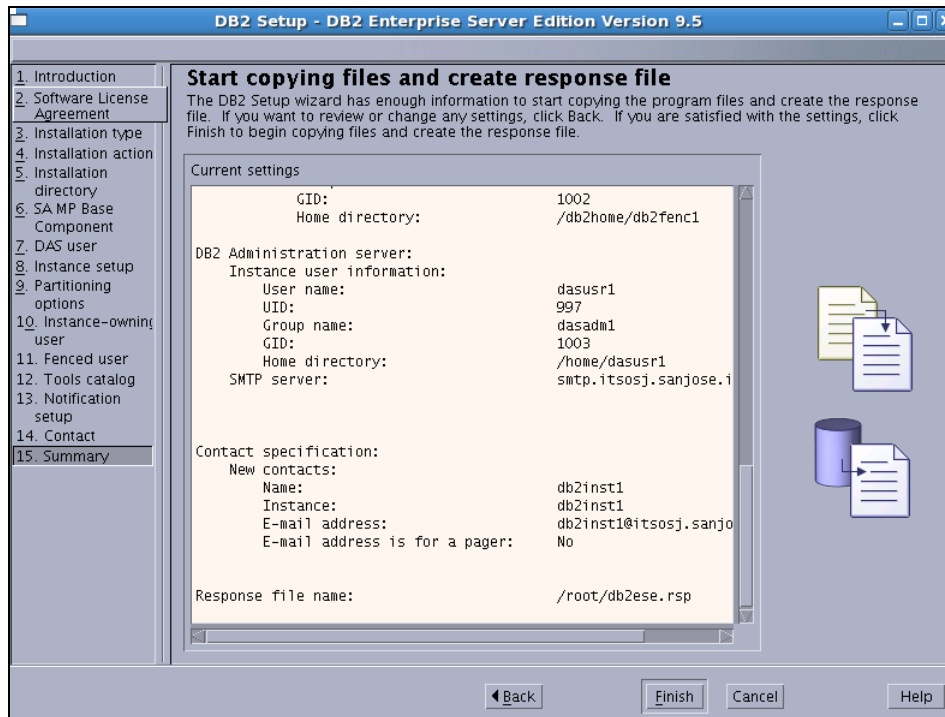 DB2 Setup - DB2 Enterprise Server Edition Version 9.5
1. Introduction
2. Software License
Agreement
3. Installation type
4. Installation action
5. Installation
directory
6. SA MP Base
Component
7. DAS user
8. Instance setup
9. Partitioning
options
10. Instance-owning
user
11. Fenced user
12. Tools catalog
13. Notification
setup
14. Contact
15. Summary
Start copying files and create response file
The DB2 Setup wizard has enough information to start copying the program files and create the response
file. If you want to review or change any settings, click Back. If you are satisfied with the settings, click
Finish to begin copying files and create the response file.
Current settings
GID: 1002
Home directory: /db2home/db2fenc1
DB2 Administration server:
Instance user information:
User name: dasusr1
UID: 997
Group name: dasadm1
GID: 1003
Home directory: /home/dasusr1
SMTP server: smtp.itsosj.sanjose.i
Contact specification:
New contacts:
Name: db2inst1
Instance: db2inst1
E-mail address: db2inst1@itsosj.sanjo
E-mail address is for a pager: No
Response file name: /root/db2ese.rsp
Back
Finish
Cancel
Help